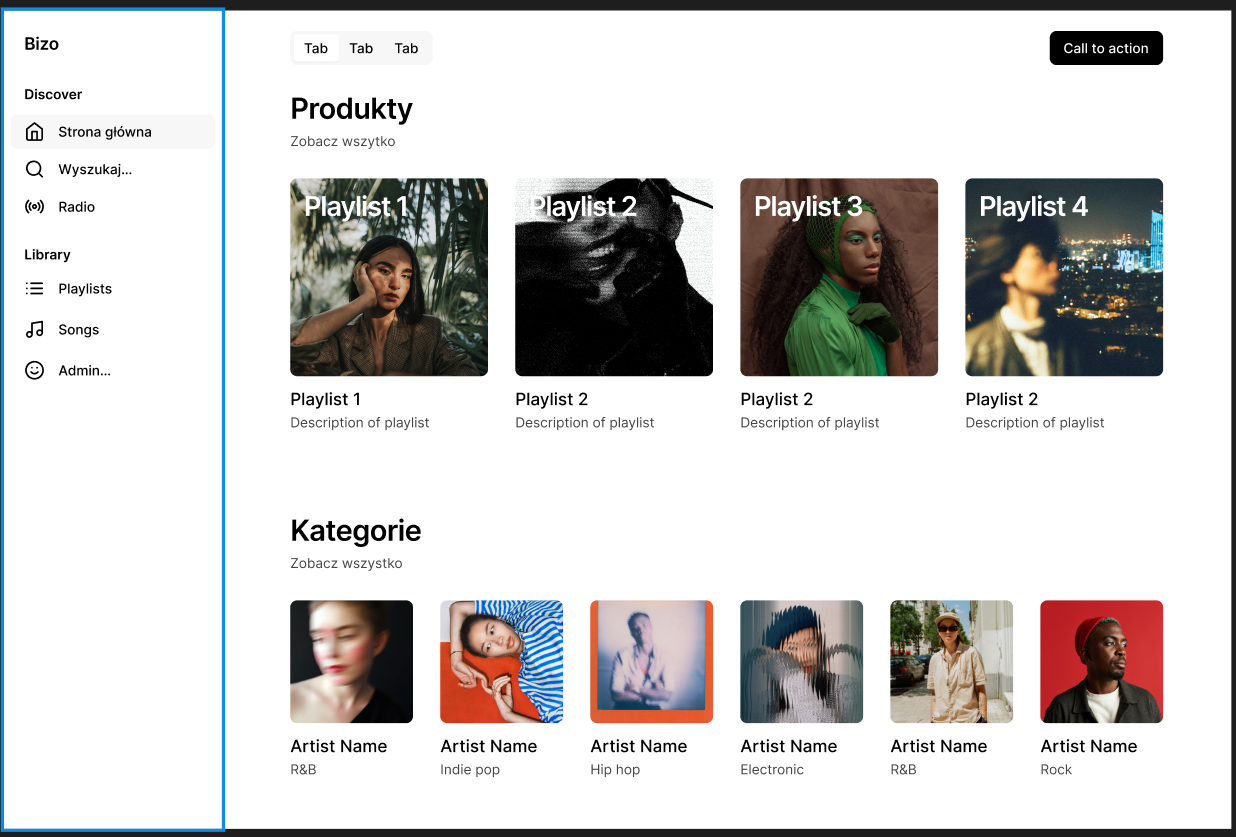 Bizo
Discover
Strona główna
Wyszukaj...
Radio
Library
Playlists
Songs
Admin...
Tab Tab Tab
Call to action
Produkty
Zobacz wszytko
Playlist 1 Playlist 2 Playlist 3 Playlist 4
Playlist 1 Playlist 2 Playlist 2 Playlist 2
Description of playlist Description of playlist Description of playlist Description of playlist
Kategorie
Zobacz wszystko
Artist Name Artist Name Artist Name Artist Name Artist Name Artist Name
R&B Indie pop Hip hop Electronic R&B Rock